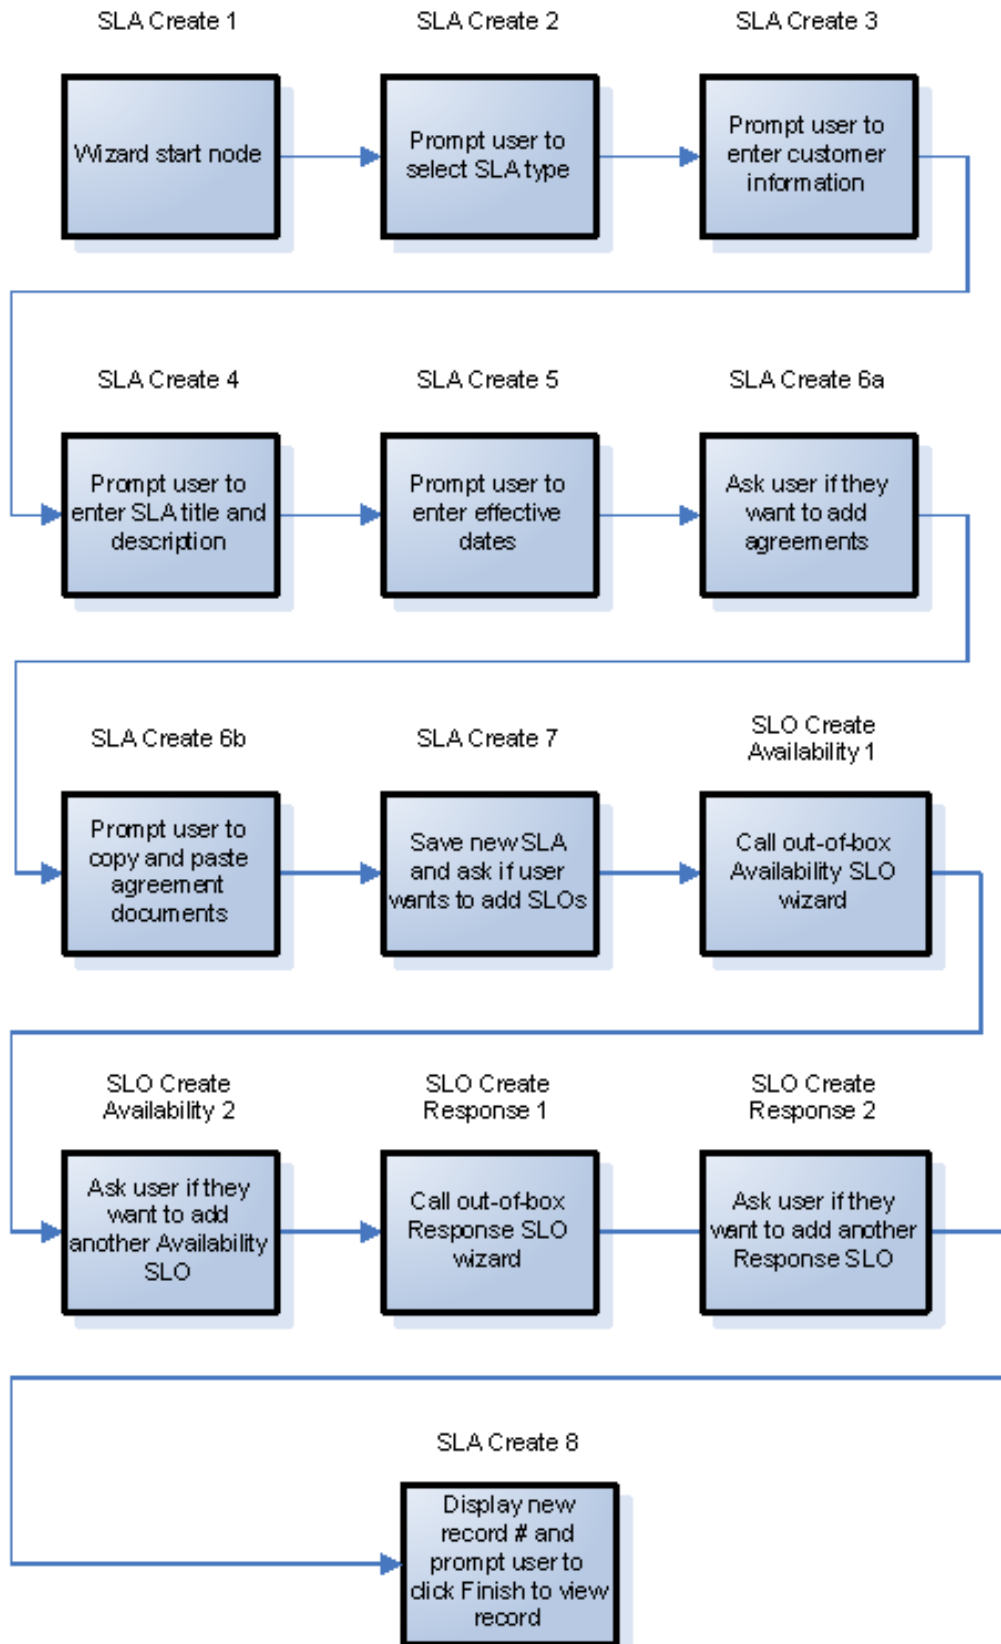 SLA Create 1
SLA Create 2
SLA Create 3
Wizard start node
Prompt user to
select SLA type
Prompt user to
enter customer
information
SLA Create 4
SLA Create 5
SLA Create 6a
Prompt user to
enter SLA title and
description
Prompt user to
enter effective
dates
Ask user if they
want to add
agreements
SLA Create 6b
SLA Create 7
SLO Create
Availability 1
Prompt user to
copy and paste
agreement
documents
Save new SLA
and ask if user
wants to add SLOs
Call out-of-box
Availability SLO
wizard
SLO Create
Availability 2
SLO Create
Response 1
SLO Create
Response 2
Ask user if they
want to add
another Availability
SLO
Call out-of-box
Response SLO
wizard
Ask user if they
want to add another
Response SLO
SLA Create 8
Display new
record # and
prompt user to
click Finish to view
record